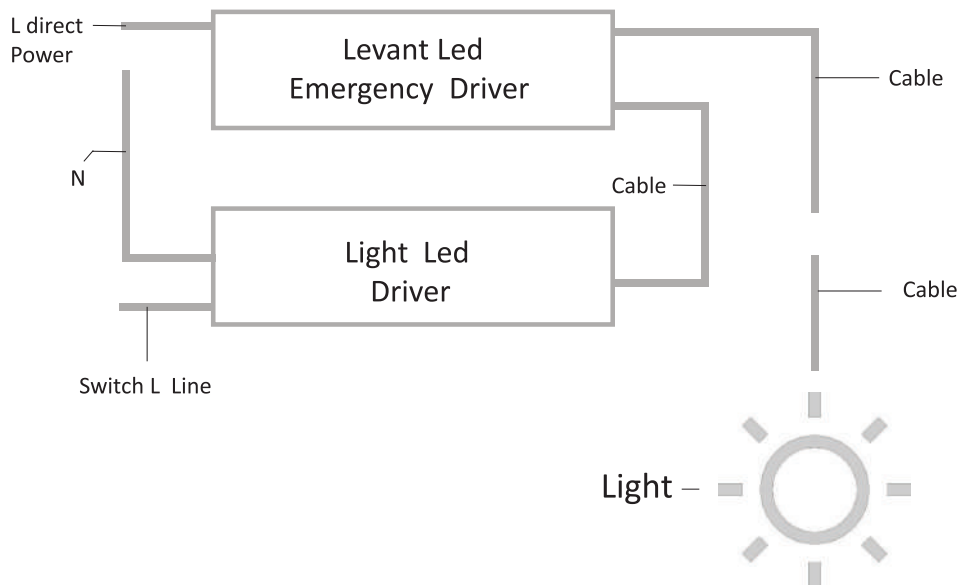 L direct
Power
Levant Led
Emergency Driver
Cable
N
Cable
Light Led
Driver
Cable
Switch L Line
Light